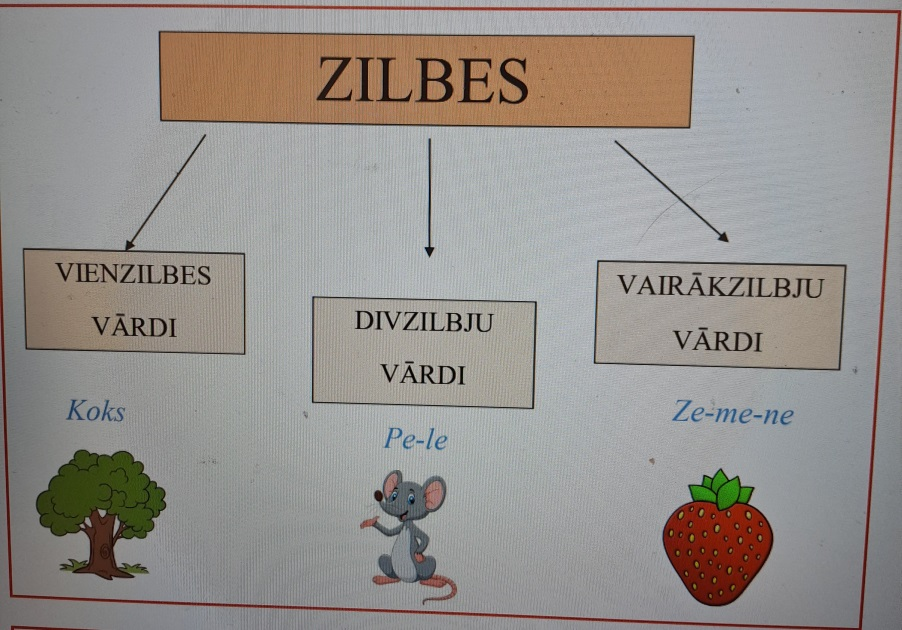 ZILBES
VIENZILBES
VĀRDI
Koks
DIVZILBJU
VĀRDI
Pe-le
VAIRĀKZILBJU
VĀRDI
Ze-me-ne